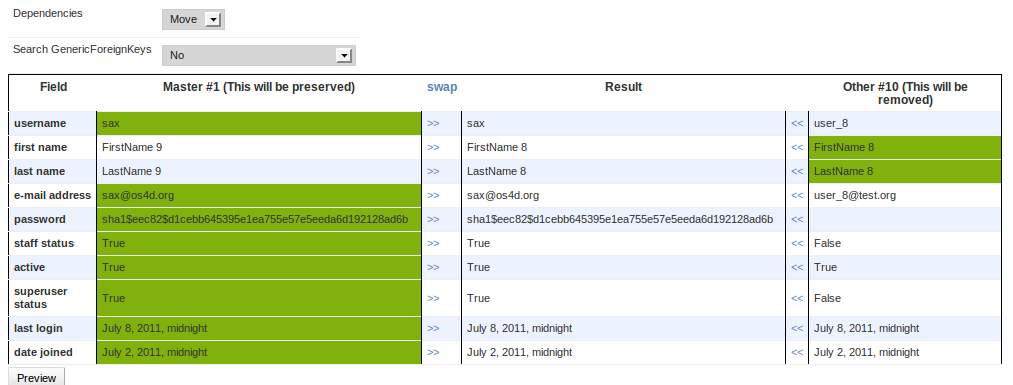 Dependencies Move
Search GenericForeignKeys No
Field Master #1 (This will be preserved) swap Result Other #10 (This will be
removed)
username sax >> sax << user_8
first name FirstName 9 >> FirstName 8 << FirstName 8
last name LastName 9 >> LastName 8 << LastName 8
e-mail address sax@os4d.org >> sax@os4d.org << user_8@test.org
password sha1$eec82$d1cebb645395e1ea755e57e5eeda6d192128ad6b >> sha1$eec82$d1cebb645395e1ea755e57e5eeda6d192128ad6b <<
staff status True >> True << False
active True >> True << True
superuser
status True >> True << False
last login July 8, 2011, midnight >> July 8, 2011, midnight << July 8, 2011, midnight
date joined July 2, 2011, midnight >> July 2, 2011, midnight << July 2, 2011, midnight
Preview